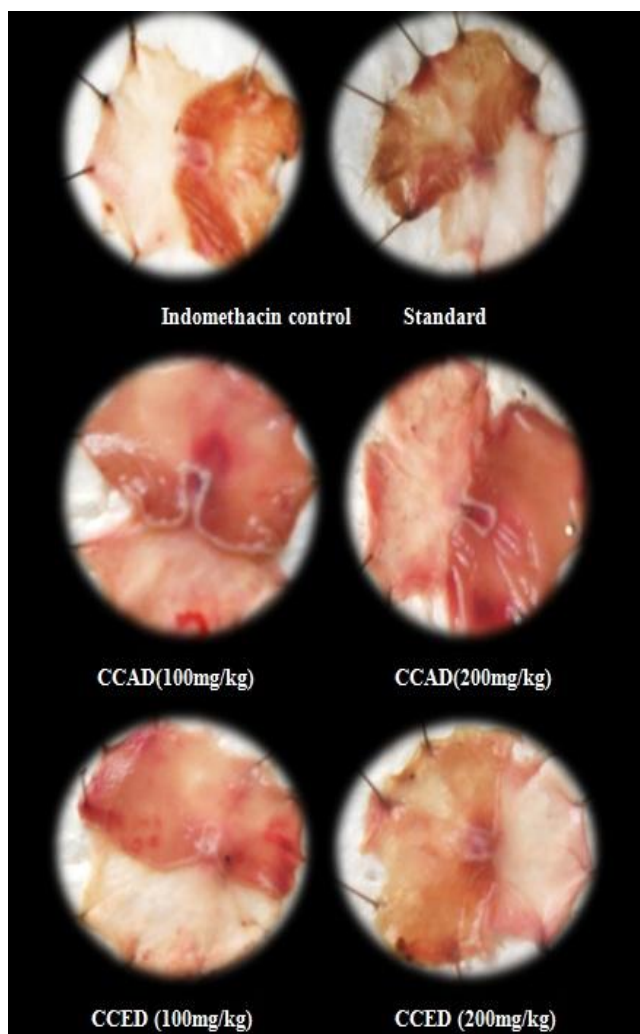 Indomethacin control Standard
CCAD(100mg/kg) CCAD(200mg/kg)
CCED (100mg/kg) CCED (200mg/kg)